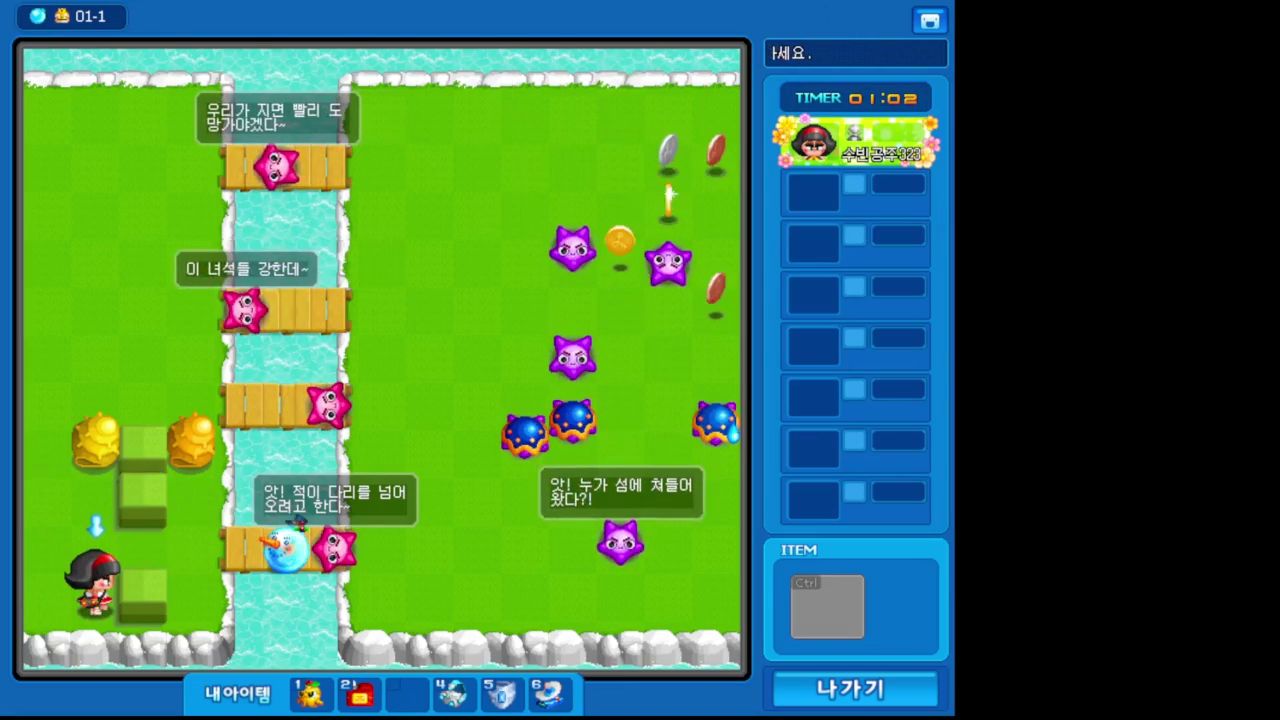 01-1
ㅏ세요.
우리가 지면 빨리 도
망가야겠다~
TIMER 01:02
수빈공주323
이 녀석들 강한데~
앗! 적이 다리를 넘어
오려고 한다~
앗! 누가 섬에 쳐들어
왔다?!
ITEM
Ctrl
내아이템
1
2
4
5
6
나가기